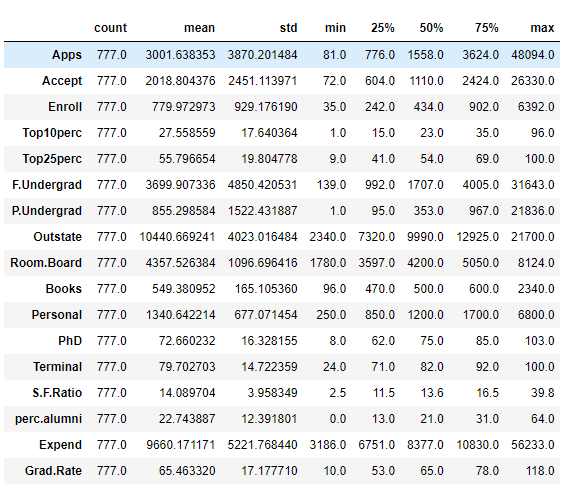 count mean std min 25% 50% 75% max
Apps 777.0 3001.638353 3870.201484 81.0 776.0 1558.0 3624.0 48094.0
Accept 777.0 2018.804376 2451.113971 72.0 604.0 1110.0 2424.0 26330.0
Enroll 777.0 779.972973 929.176190 35.0 242.0 434.0 902.0 6392.0
Top10perc 777.0 27.558559 17.640364 1.0 15.0 23.0 35.0 96.0
Top25perc 777.0 55.796654 19.804778 9.0 41.0 54.0 69.0 100.0
F.Undergrad 777.0 3699.907336 4850.420531 139.0 992.0 1707.0 4005.0 31643.0
P.Undergrad 777.0 855.298584 1522.431887 1.0 95.0 353.0 967.0 21836.0
Outstate 777.0 10440.669241 4023.016484 2340.0 7320.0 9990.0 12925.0 21700.0
Room.Board 777.0 4357.526384 1096.696416 1780.0 3597.0 4200.0 5050.0 8124.0
Books 777.0 549.380952 165.105360 96.0 470.0 500.0 600.0 2340.0
Personal 777.0 1340.642214 677.071454 250.0 850.0 1200.0 1700.0 6800.0
PhD 777.0 72.660232 16.328155 8.0 62.0 75.0 85.0 103.0
Terminal 777.0 79.702703 14.722359 24.0 71.0 82.0 92.0 100.0
S.F.Ratio 777.0 14.089704 3.958349 2.5 11.5 13.6 16.5 39.8
perc.alumni 777.0 22.743887 12.391801 0.0 13.0 21.0 31.0 64.0
Expend 777.0 9660.171171 5221.768440 3186.0 6751.0 8377.0 10830.0 56233.0
Grad.Rate 777.0 65.463320 17.177710 10.0 53.0 65.0 78.0 118.0